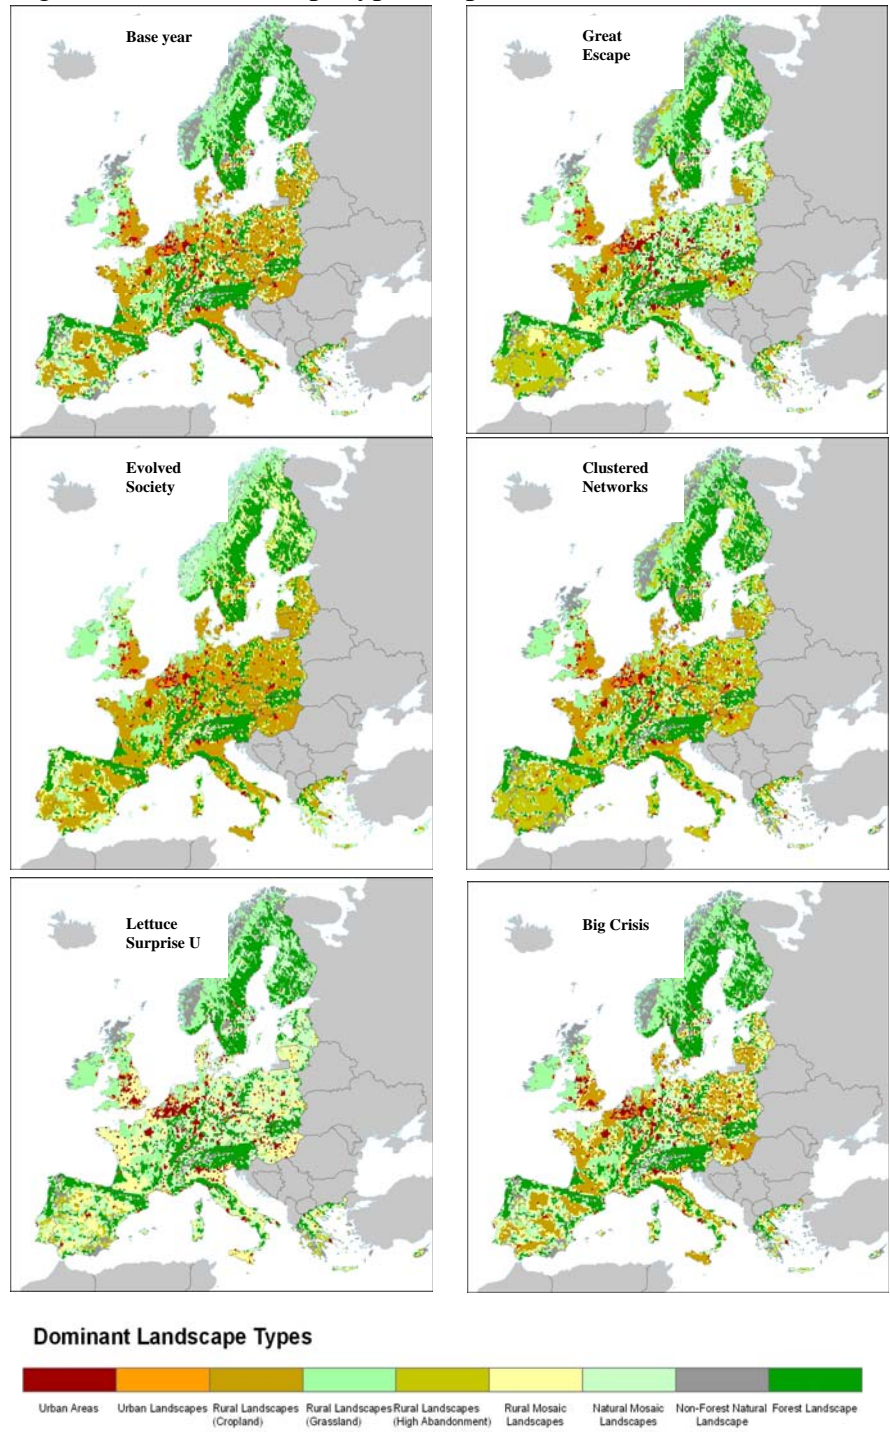 Base year
Great
Escape
Evolved
Society
Clustered
Networks
Lettuce
Surprise U
Big Crisis
Dominant Landscape Types
Urban Areas
Urban Landscapes
Rural Landscapes
(Cropland)
Rural Landscapes
(Grassland)
Rural Landscapes
(High Abandonment)
Rural Mosaic
Landscapes
Natural Mosaic
Landscapes
Non-Forest Natural
Landscape
Forest Landscape